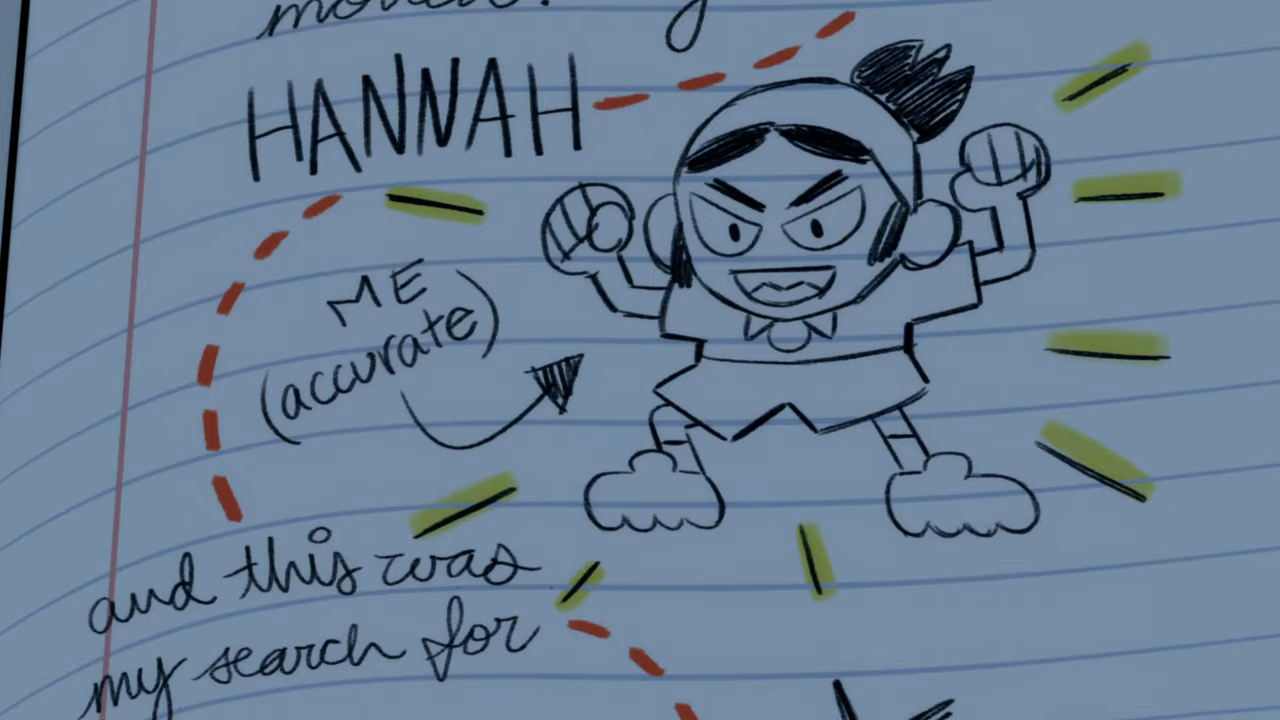 HANNAH
ME
(accurate)
and this was
my search for